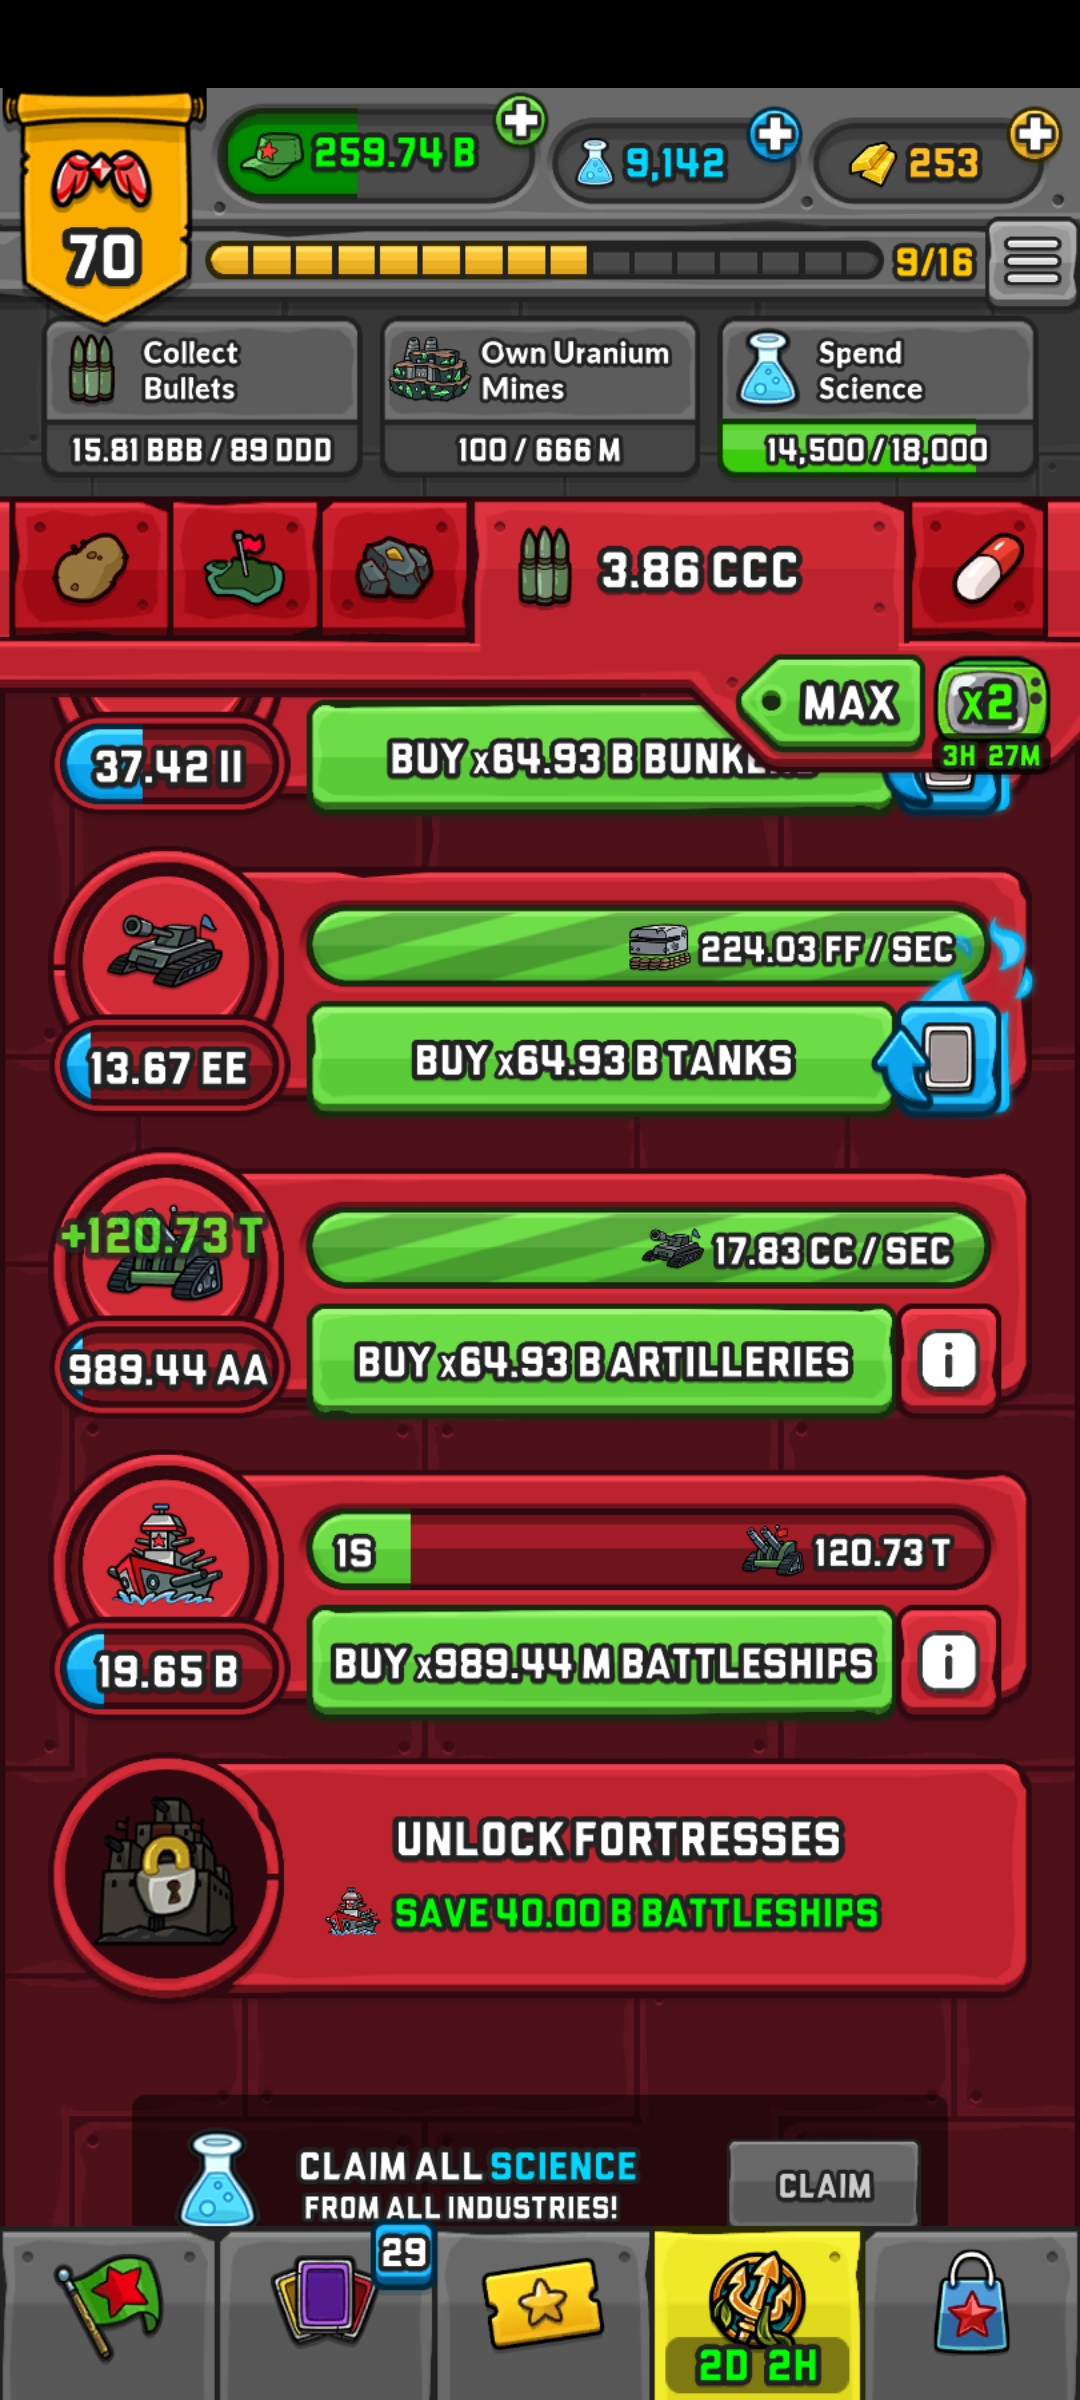 259.74 B
9,142
253
70
9/16
Collect
Bullets
15.81 BBB / 89 DDD
Own Uranium
Mines
100 / 666 M
Spend
Science
14,500 / 18,000
3.86 CCC
MAX
x2
3H 27M
37.42 II
BUY x64.93 B
224.03 FF / SEC
13.67 EE
BUY x64.93 B TANKS
+120.73 T
17.83 CC / SEC
989.44 AA
BUY x64.93 B ARTILLERIES
i
1S
120.73 T
19.65 B
BUY x989.44 M BATTLESHIPS
i
UNLOCK FORTRESSES
SAVE 40.00 B BATTLESHIPS
CLAIM ALL SCIENCE
FROM ALL INDUSTRIES!
CLAIM
29
2D 2H